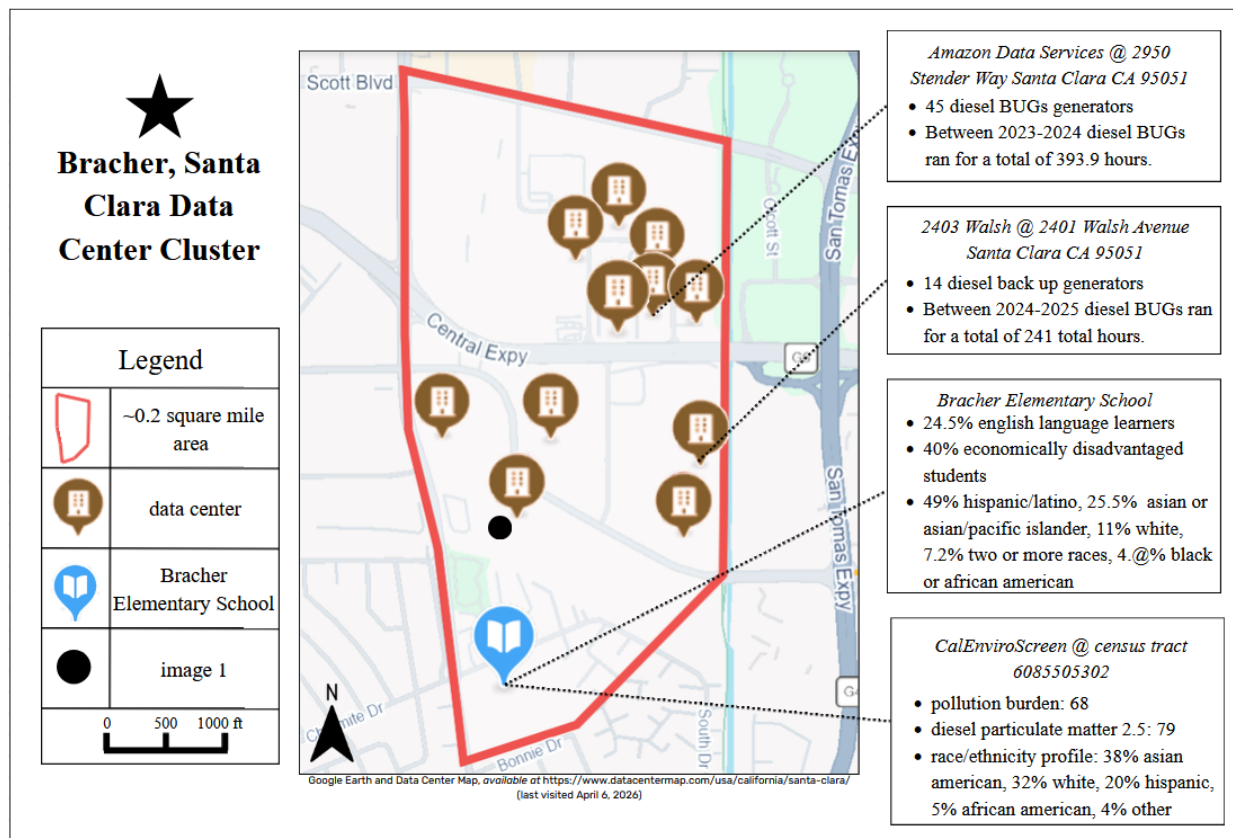 Bracher, Santa
Clara Data
Center Cluster
Legend
~0.2 square mile
area
data center
Bracher
Elementary School
image 1
0 500 1000 ft
Scott Blvd
Central Expy
San Tomas Exp
San Tomas Expy
G6
G4
South Dr
Bonnie Dr
N
Google Earth and Data Center Map, available at https://www.datacentermap.com/usa/california/santa-clara/
(last visited April 6, 2026)
Amazon Data Services @ 2950
Stender Way Santa Clara CA 95051
• 45 diesel BUGs generators
• Between 2023-2024 diesel BUGs
ran for a total of 393.9 hours.
2403 Walsh @ 2401 Walsh Avenue
Santa Clara CA 95051
• 14 diesel back up generators
• Between 2024-2025 diesel BUGs ran
for a total of 241 total hours.
Bracher Elementary School
• 24.5% english language learners
• 40% economically disadvantaged
students
• 49% hispanic/latino, 25.5% asian or
asian/pacific islander, 11% white,
7.2% two or more races, 4.@% black
or african american
CalEnviroScreen @ census tract
6085505302
• pollution burden: 68
• diesel particulate matter 2.5: 79
• race/ethnicity profile: 38% asian
american, 32% white, 20% hispanic,
5% african american, 4% other